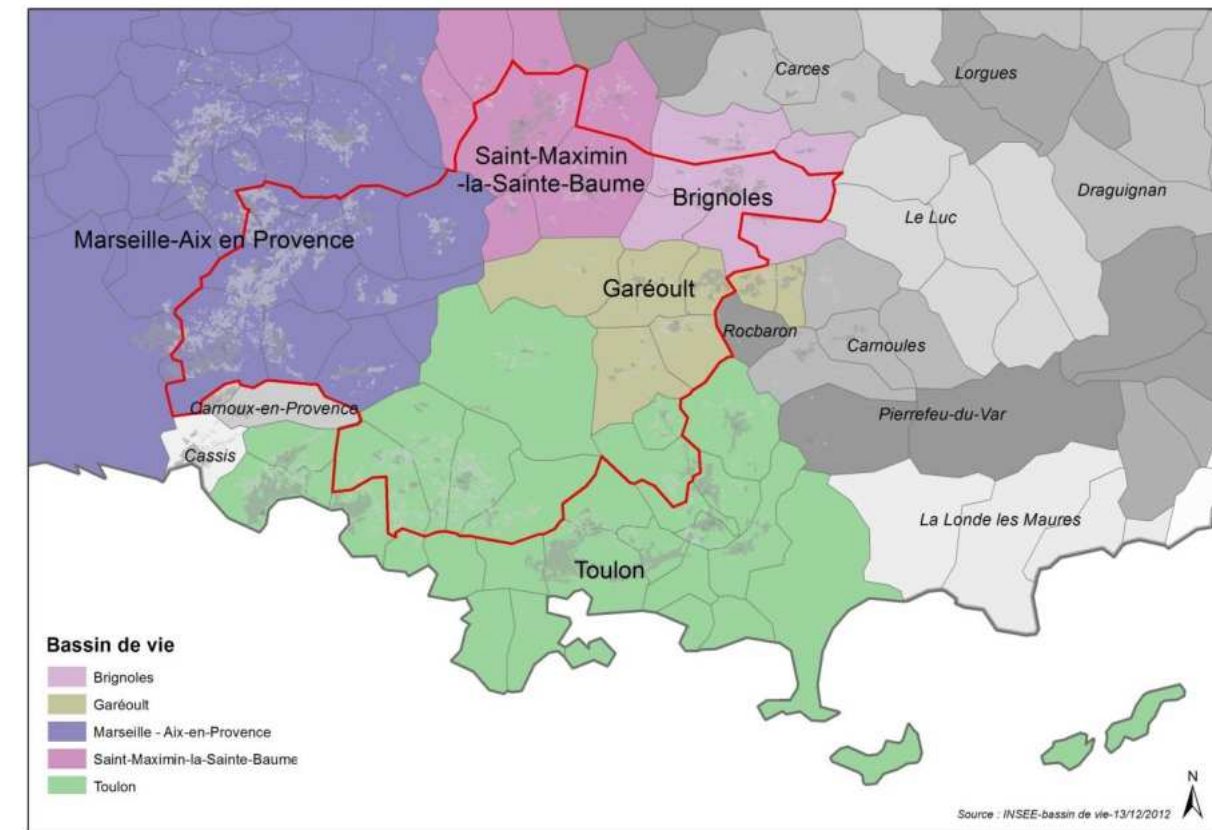 Carces
Lorgues
Saint-Maximin
-la-Sainte-Baume
Brignoles
Draguignan
Le Luc
Marseille-Aix en Provence
Garéoult
Rocbaron
Carnoules
Carnoux-en-Provence
Pierrefeu-du-Var
Cassis
La Londe les Maures
Toulon
Bassin de vie
Brignoles
Garéoult
Marseille - Aix-en-Provence
Saint-Maximin-la-Sainte-Baume
Toulon
N
Source : INSEE-bassin de vie-13/12/2012